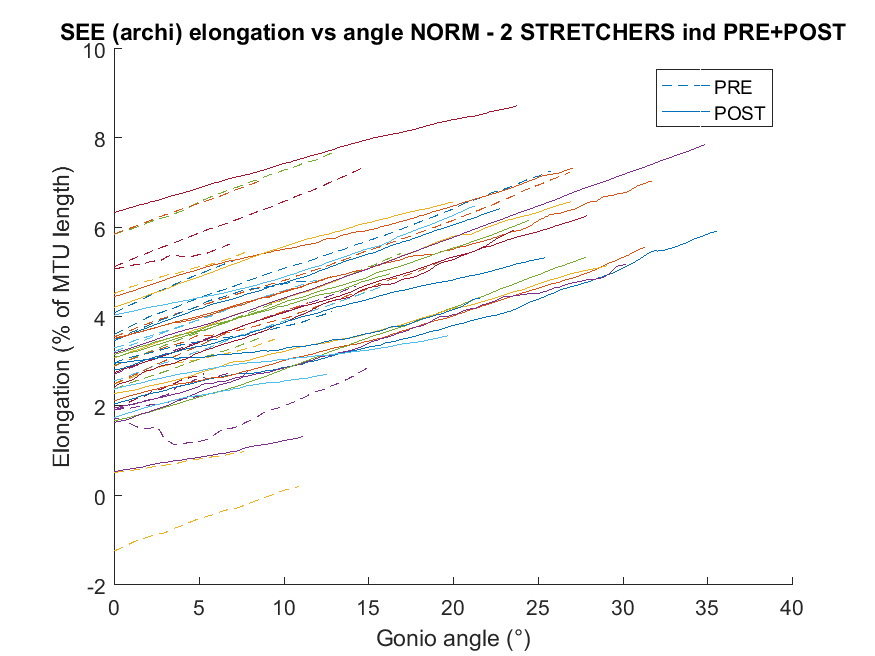 SEE (archi) elongation vs angle NORM - 2 STRETCHERS ind PRE+POST
10
8
6
4
2
0
-2
Elongation (% of MTU length)
PRE
POST
0 5 10 15 20 25 30 35 40
Gonio angle (°)